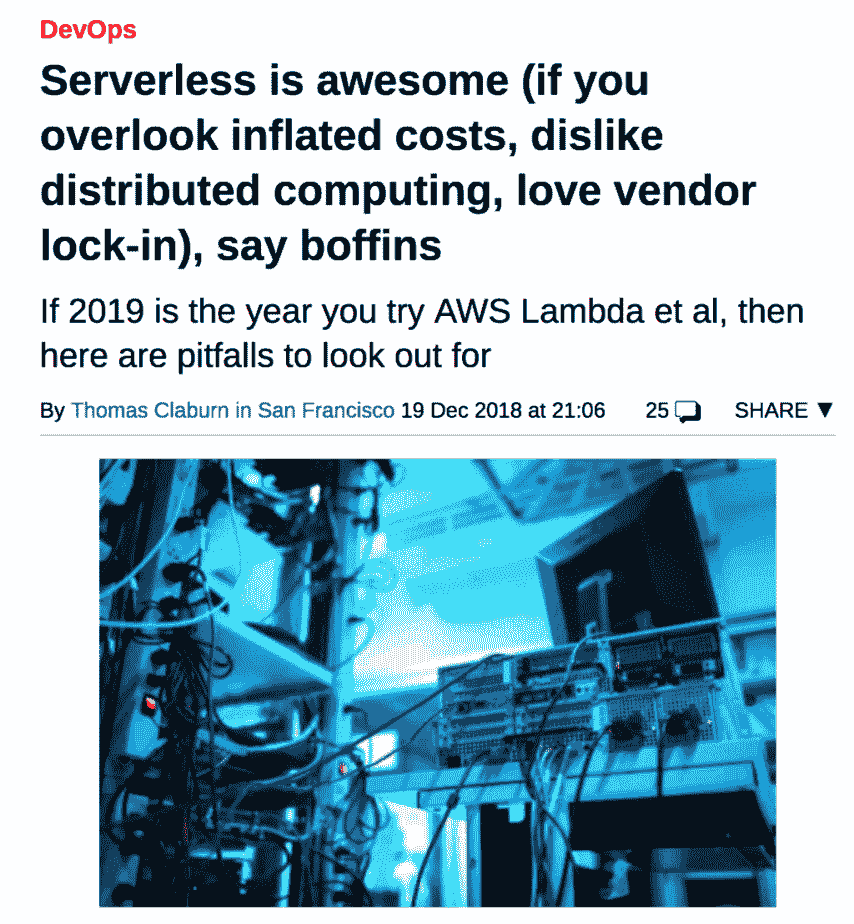 DevOps
Serverless is awesome (if you
overlook inflated costs, dislike
distributed computing, love vendor
lock-in), say boffins
If 2019 is the year you try AWS Lambda et al, then
here are pitfalls to look out for
By Thomas Claburn in San Francisco 19 Dec 2018 at 21:06 25 SHARE ▼